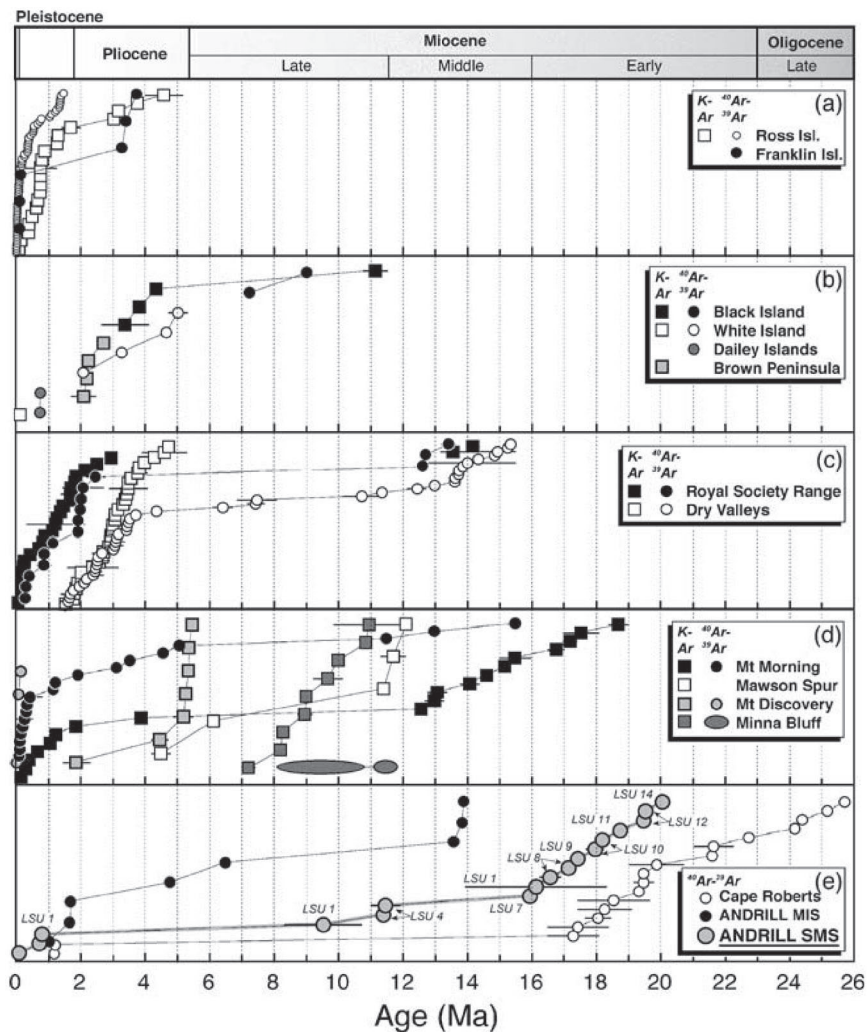 Pleistocene
Pliocene
Miocene
Oligocene
Late
Middle
Early
Late
(a)
K-Ar
⁴⁰Ar-³⁹Ar
Ross Isl.
Franklin Isl.
(b)
K-Ar
⁴⁰Ar-³⁹Ar
Black Island
White Island
Dailey Islands
Brown Peninsula
(c)
K-Ar
⁴⁰Ar-³⁹Ar
Royal Society Range
Dry Valleys
(d)
K-Ar
⁴⁰Ar-³⁹Ar
Mt Morning
Mawson Spur
Mt Discovery
Minna Bluff
LSU 14
LSU 12
LSU 11
LSU 10
LSU 9
LSU 8
LSU 1
LSU 7
LSU 1
LSU 4
LSU 1
(e)
⁴⁰Ar-³⁹Ar
Cape Roberts
ANDRILL MIS
ANDRILL SMS
0 2 4 6 8 10 12 14 16 18 20 22 24 26
Age (Ma)